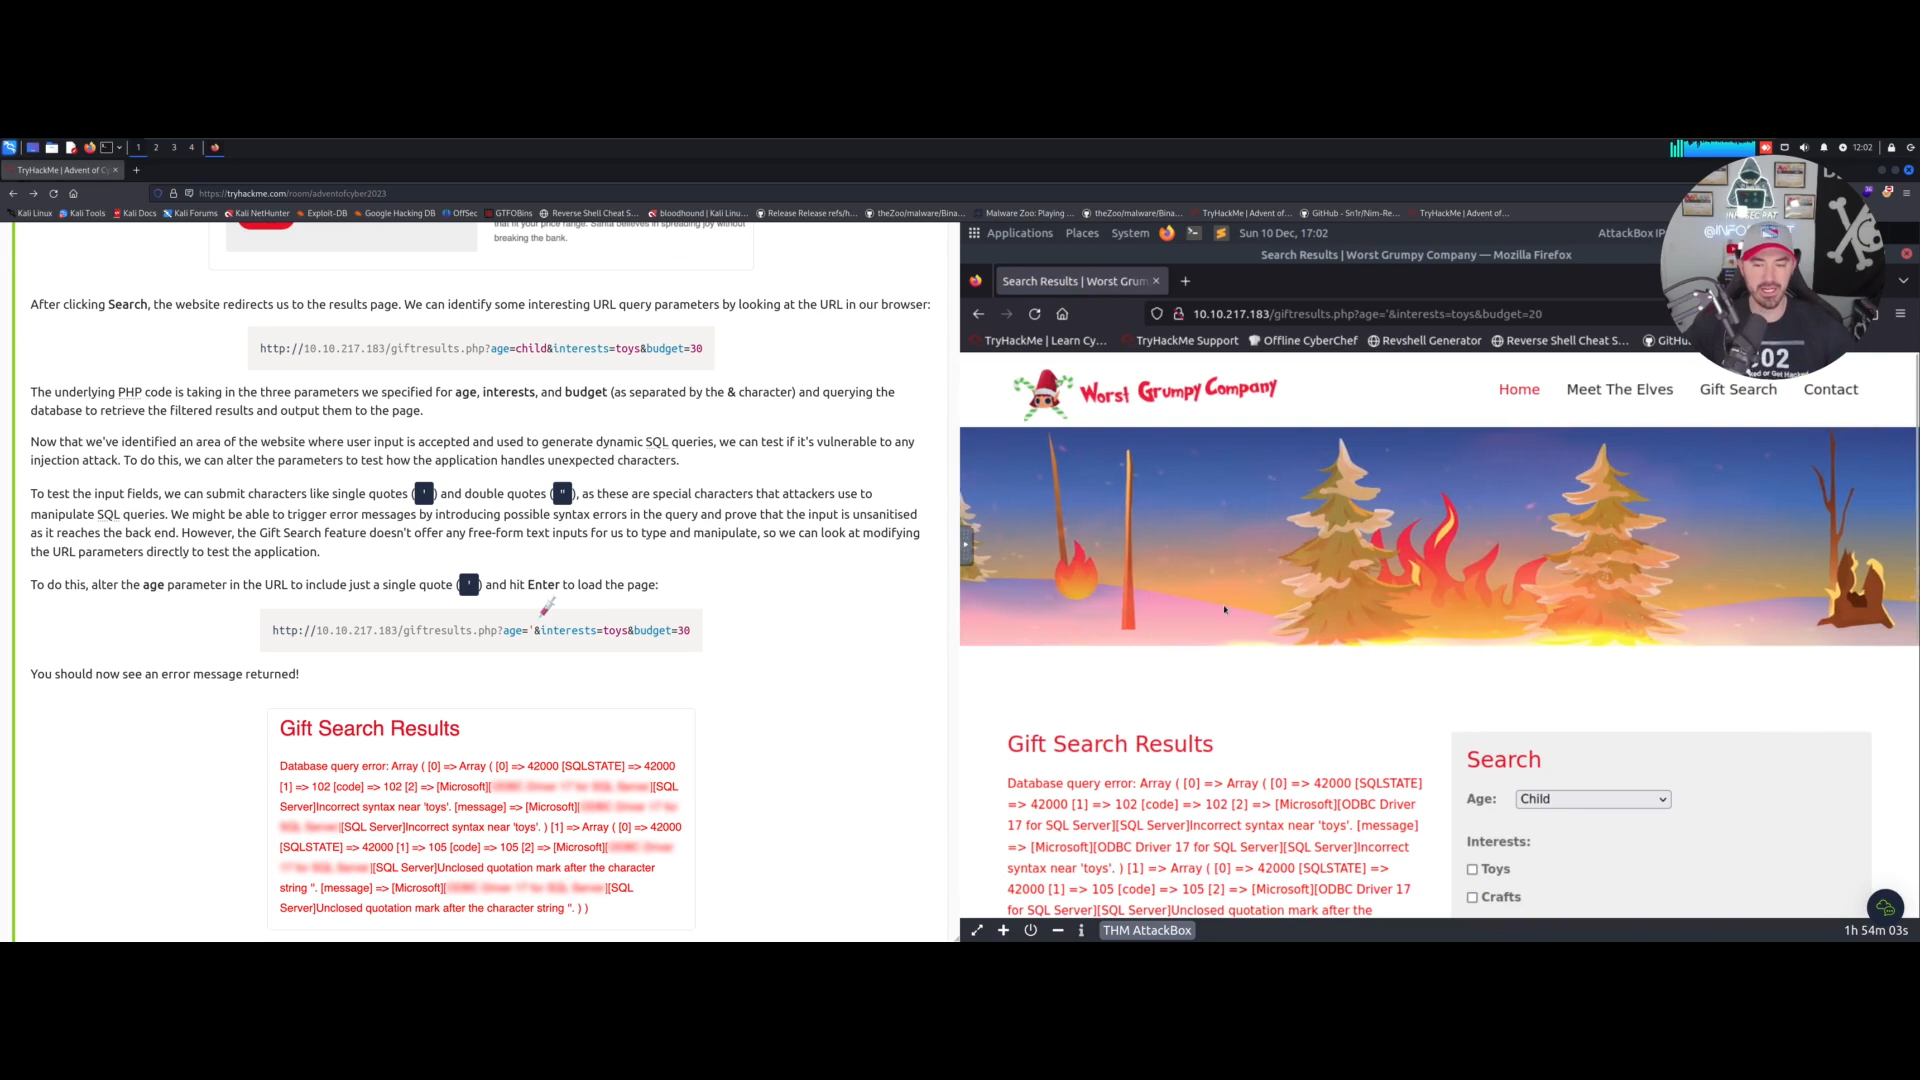 1 2 3 4
12:02
TryHackMe | Advent of Cy
https://tryhackme.com/room/adventofcyber2023
Kali Linux Kali Tools Kali Docs Kali Forums Kali NetHunter Exploit-DB Google Hacking DB OffSec GTFOBins Reverse Shell Cheat S… bloodhound | Kali Linu… Release Release refs/h… theZoo/malware/Bina… Malware Zoo: Playing … theZoo/malware/Bina… TryHackMe | Advent of… GitHub - Sn1r/Nim-Re… TryHackMe | Advent of…
that fit your price range. Santa believes in spreading joy without
breaking the bank.
After clicking Search, the website redirects us to the results page. We can identify some interesting URL query parameters by looking at the URL in our browser:
http://10.10.217.183/giftresults.php?age=child&interests=toys&budget=30
The underlying PHP code is taking in the three parameters we specified for age, interests, and budget (as separated by the & character) and querying the
database to retrieve the filtered results and output them to the page.
Now that we've identified an area of the website where user input is accepted and used to generate dynamic SQL queries, we can test if it's vulnerable to any
injection attack. To do this, we can alter the parameters to test how the application handles unexpected characters.
To test the input fields, we can submit characters like single quotes ( ' ) and double quotes ( " ), as these are special characters that attackers use to
manipulate SQL queries. We might be able to trigger error messages by introducing possible syntax errors in the query and prove that the input is unsanitised
as it reaches the back end. However, the Gift Search feature doesn't offer any free-form text inputs for us to type and manipulate, so we can look at modifying
the URL parameters directly to test the application.
To do this, alter the age parameter in the URL to include just a single quote ( ' ) and hit Enter to load the page:
http://10.10.217.183/giftresults.php?age='&interests=toys&budget=30
You should now see an error message returned!
Gift Search Results
Database query error: Array ( [0] => Array ( [0] => 42000 [SQLSTATE] => 42000
[1] => 102 [code] => 102 [2] => [Microsoft][ ][SQL
Server]Incorrect syntax near 'toys'. [message] => [Microsoft][
][SQL Server]Incorrect syntax near 'toys'. ) [1] => Array ( [0] => 42000
[SQLSTATE] => 42000 [1] => 105 [code] => 105 [2] => [Microsoft][
][SQL Server]Unclosed quotation mark after the character
string ''. [message] => [Microsoft][ ][SQL
Server]Unclosed quotation mark after the character string ''. ) )
Applications Places System Sun 10 Dec, 17:02 AttackBox IP
Search Results | Worst Grumpy Company — Mozilla Firefox
Search Results | Worst Grum
10.10.217.183/giftresults.php?age='&interests=toys&budget=20
TryHackMe | Learn Cy… TryHackMe Support Offline CyberChef Revshell Generator Reverse Shell Cheat S… GitHu
Worst Grumpy Company
Home Meet The Elves Gift Search Contact
Gift Search Results
Database query error: Array ( [0] => Array ( [0] => 42000 [SQLSTATE]
=> 42000 [1] => 102 [code] => 102 [2] => [Microsoft][ODBC Driver
17 for SQL Server][SQL Server]Incorrect syntax near 'toys'. [message]
=> [Microsoft][ODBC Driver 17 for SQL Server][SQL Server]Incorrect
syntax near 'toys'. ) [1] => Array ( [0] => 42000 [SQLSTATE] =>
42000 [1] => 105 [code] => 105 [2] => [Microsoft][ODBC Driver 17
for SQL Server][SQL Server]Unclosed quotation mark after the
Search
Age: Child
Interests:
Toys
Crafts
THM AttackBox
1h 54m 03s